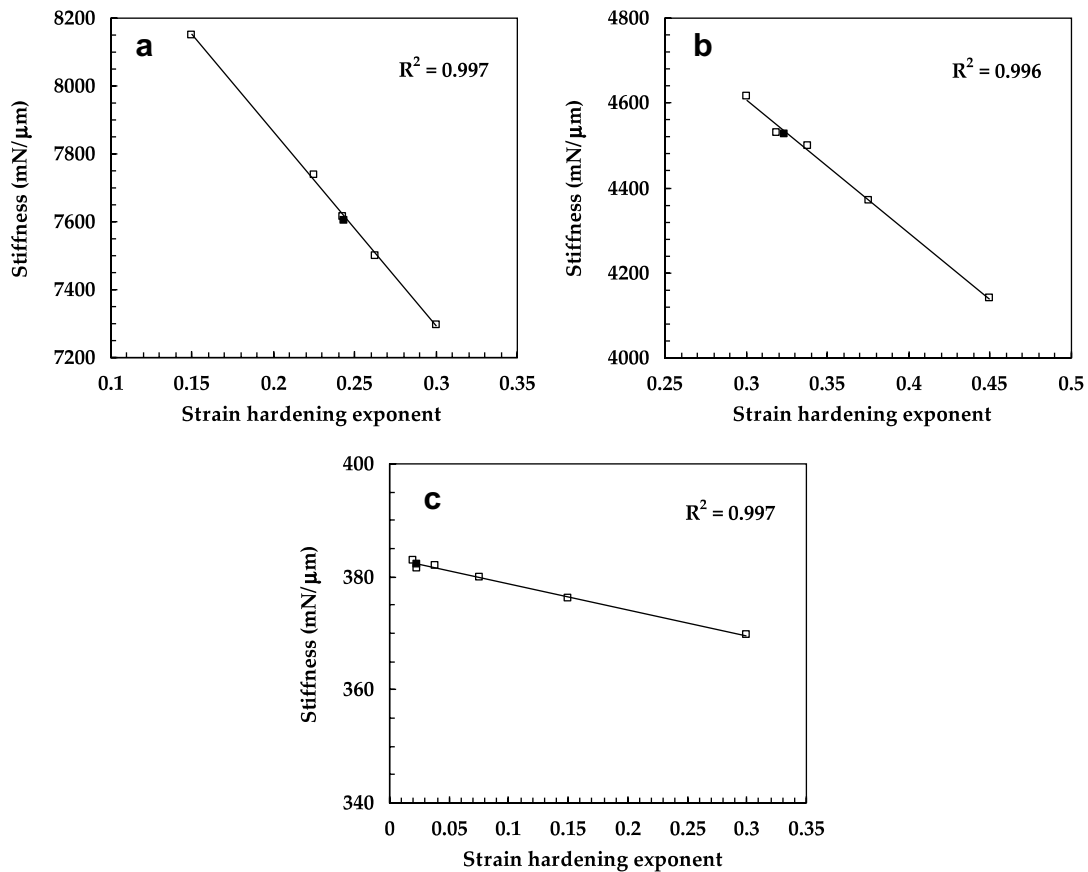 a
R² = 0.997
Stiffness (mN/μm)
8200
8000
7800
7600
7400
7200
0.1 0.15 0.2 0.25 0.3 0.35
Strain hardening exponent
b
R² = 0.996
Stiffness (mN/μm)
4800
4600
4400
4200
4000
0.25 0.3 0.35 0.4 0.45 0.5
Strain hardening exponent
c
R² = 0.997
Stiffness (mN/μm)
400
380
360
340
0 0.05 0.1 0.15 0.2 0.25 0.3 0.35
Strain hardening exponent